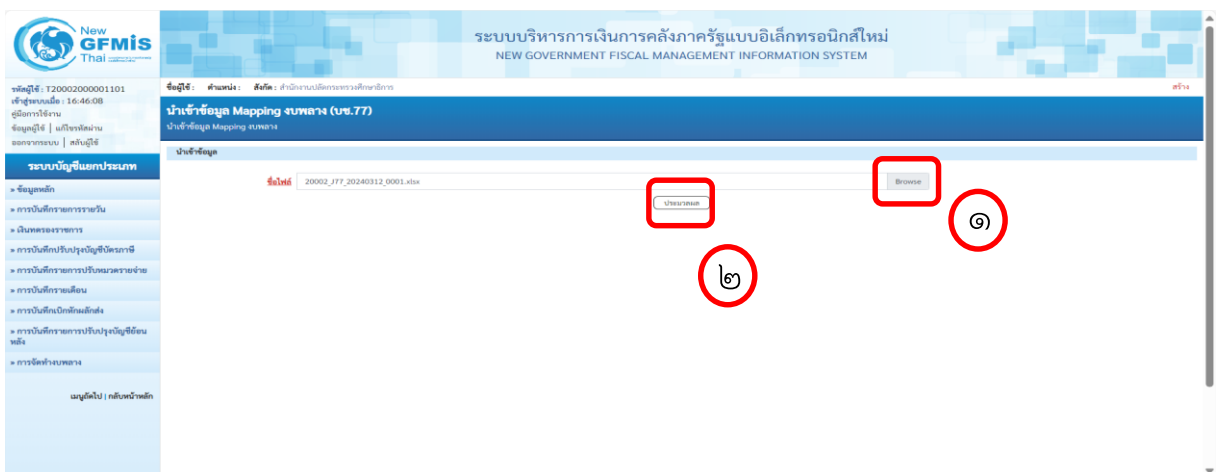 New
GFMIS
Thai
ระบบบริหารการเงินการคลังภาครัฐแบบอิเล็กทรอนิกส์ใหม่
NEW GOVERNMENT FISCAL MANAGEMENT INFORMATION SYSTEM
รหัสผู้ใช้ : T20002000001101
เข้าสู่ระบบเมื่อ : 16:46:08
คู่มือการใช้งาน
ข้อมูลผู้ใช้ | แก้ไขรหัสผ่าน
ออกจากระบบ | สลับผู้ใช้
ระบบบัญชีแยกประเภท
» ข้อมูลหลัก
» การบันทึกรายการรายวัน
» เงินทดรองราชการ
» การบันทึกปรับปรุงบัญชีบัตรภาษี
» การบันทึกรายการปรับหมวดรายจ่าย
» การบันทึกรายเดือน
» การบันทึกเบิกหักผลักส่ง
» การบันทึกรายการปรับปรุงบัญชีย้อน
หลัง
» การจัดทำงบพลาง
เมนูถัดไป | กลับหน้าหลัก
ชื่อผู้ใช้ : ตำแหน่ง : สังกัด : สำนักงานปลัดกระทรวงศึกษาธิการ สร้าง
นำเข้าข้อมูล Mapping งบพลาง (บช.77)
นำเข้าข้อมูล Mapping งบพลาง
นำเข้าข้อมูล
ชื่อไฟล์ 20002_J77_20240312_0001.xlsx Browse
ประมวลผล
๑
๒